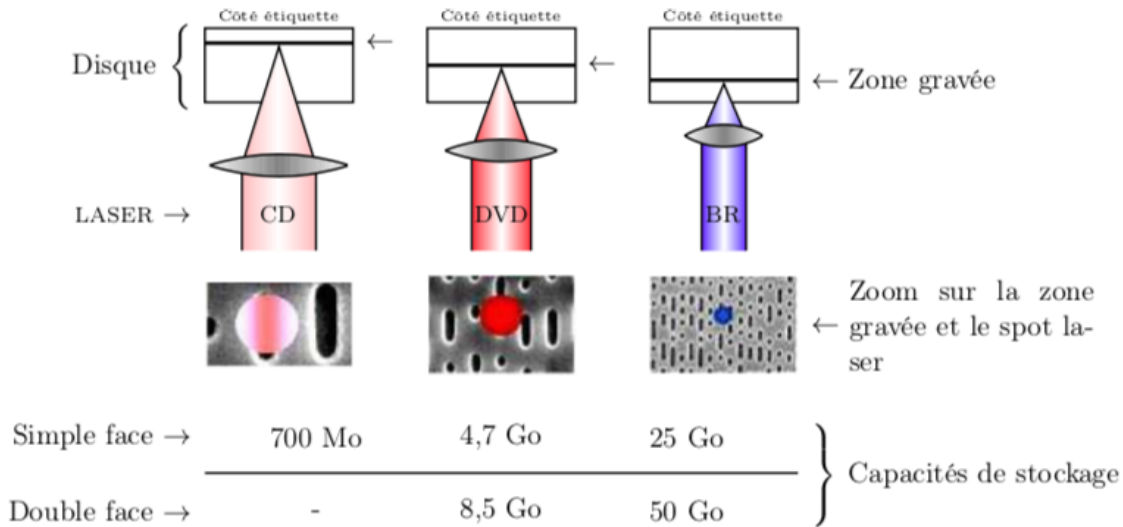 Côté étiquette Côté étiquette Côté étiquette
Disque { ← ← ← Zone gravée
LASER → CD DVD BR
Zoom sur la zone
← gravée et le spot la-
ser
Simple face → 700 Mo 4,7 Go 25 Go
} Capacités de stockage
Double face → - 8,5 Go 50 Go